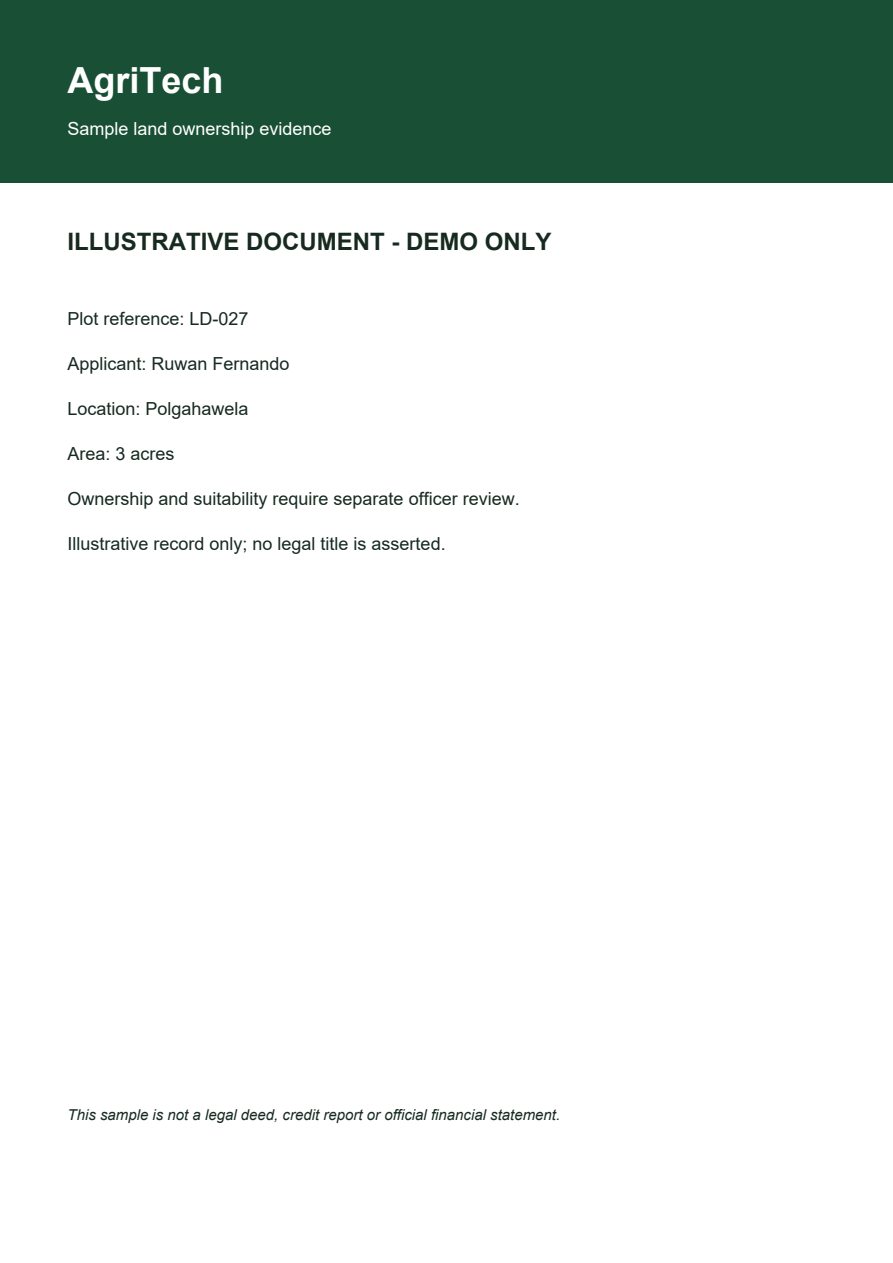 AgriTech
Sample land ownership evidence
ILLUSTRATIVE DOCUMENT - DEMO ONLY
Plot reference: LD-027
Applicant: Ruwan Fernando
Location: Polgahawela
Area: 3 acres
Ownership and suitability require separate officer review.
Illustrative record only; no legal title is asserted.
This sample is not a legal deed, credit report or official financial statement.